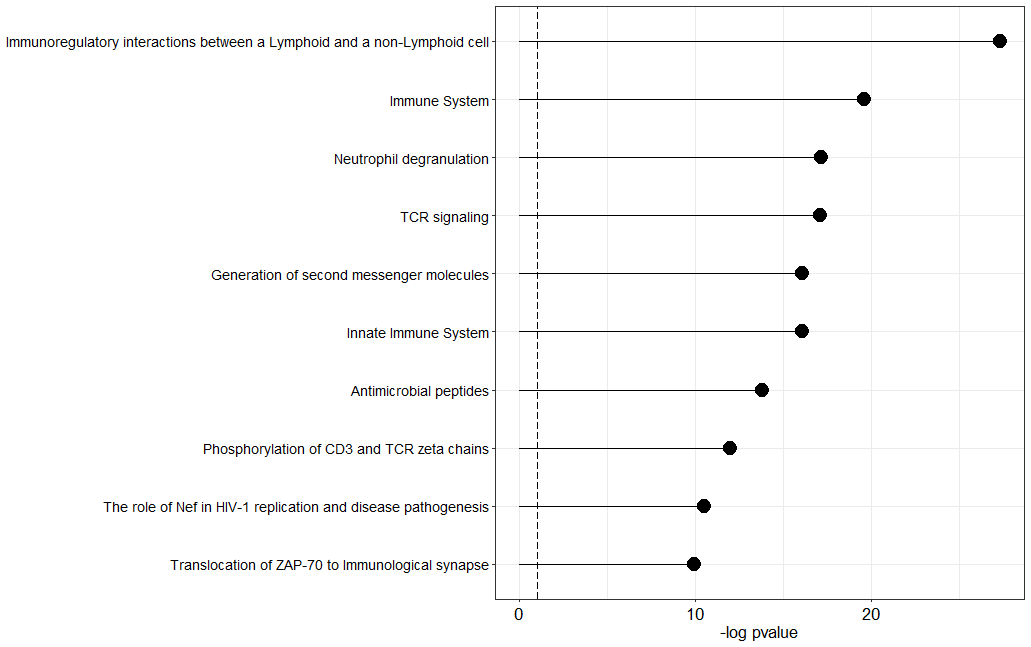 Immunoregulatory interactions between a Lymphoid and a non-Lymphoid cell
Immune System
Neutrophil degranulation
TCR signaling
Generation of second messenger molecules
Innate Immune System
Antimicrobial peptides
Phosphorylation of CD3 and TCR zeta chains
The role of Nef in HIV-1 replication and disease pathogenesis
Translocation of ZAP-70 to Immunological synapse
0 10 20
-log pvalue